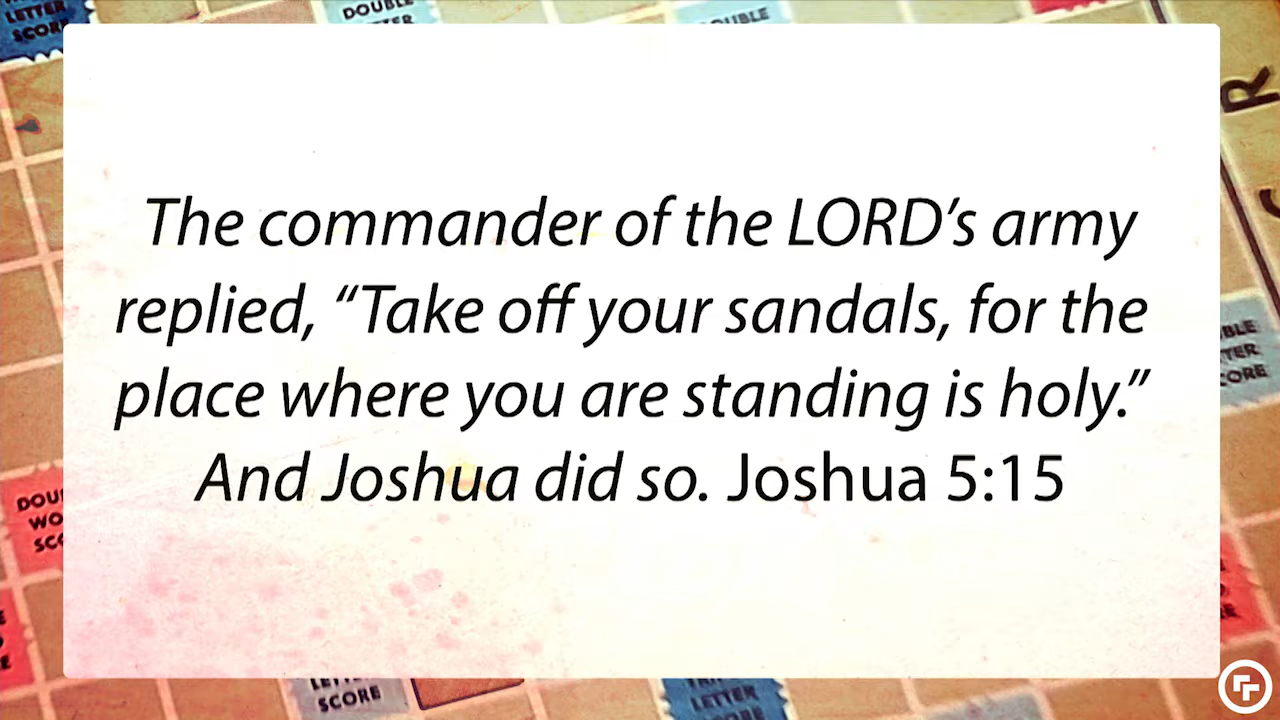 LETTER
SCORE
DOUBLE
LETTER
DOUBLE
R
The commander of the LORD’s army
replied, “Take off your sandals, for the
place where you are standing is holy.”
And Joshua did so. Joshua 5:15
LETTER
SCORE
LETTER
SCORE